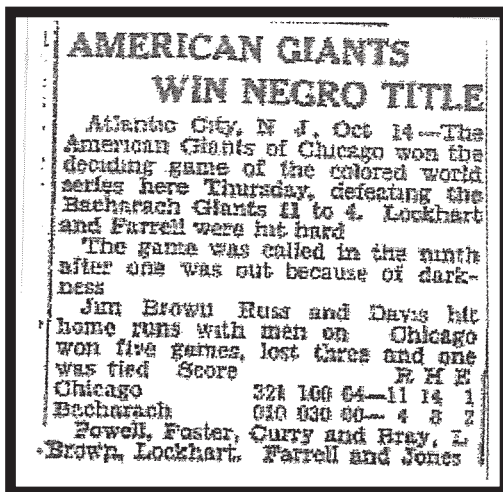 AMERICAN GIANTS
WIN NEGRO TITLE
Atlantic City, N J, Oct 14—The
American Giants of Chicago won the
deciding game of the colored world
series here Thursday, defeating the
Bacharach Giants 11 to 4. Lockhart
and Farrell were hit hard
The game was called in the ninth
after one was out because of dark-
ness
Jim Brown Russ and Davis hit
home runs with men on Chicago
won five games, lost three and one
was tied Score R H E
Chicago 321 100 04—11 14 1
Bacharach 010 030 00— 4 8 2
Powell, Foster, Curry and Bray, L
Brown, Lockhart, Farrell and Jones